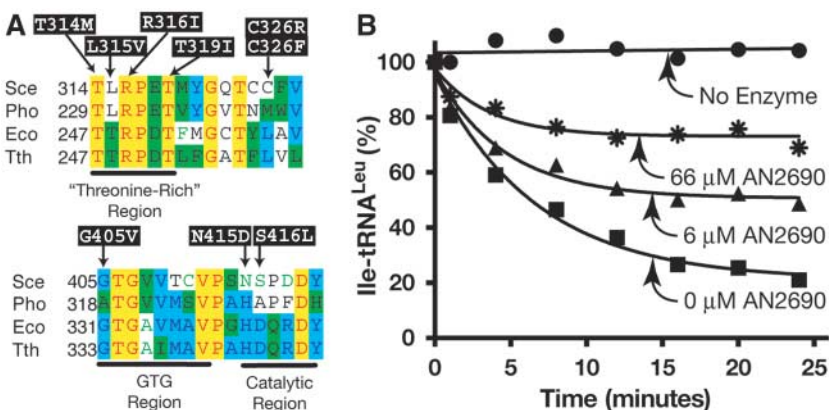 A
T314M
R316I
C326R
C326F
L315V
T319I
Sce 314 TLRPETMYGQTCCFV
Pho 229 TLRPETVYGVTNMWV
Eco 247 TTRPDTFMGCTYLAV
Tth 247 TTRPDTLFGATFLVL
“Threonine-Rich”
Region
G405V
N415D
S416L
Sce 405 GTGVVTCVPSNSPDDY
Pho 318 ATGVVMSVPAHAPFDH
Eco 331 GTGAVMAVPGHDQRDY
Tth 333 GTGAIMAVPAHDQRDY
GTG
Region
Catalytic
Region
B
Ile-tRNA^Leu (%)
100
80
60
40
20
0
0 5 10 15 20 25
Time (minutes)
No Enzyme
66 µM AN2690
6 µM AN2690
0 µM AN2690